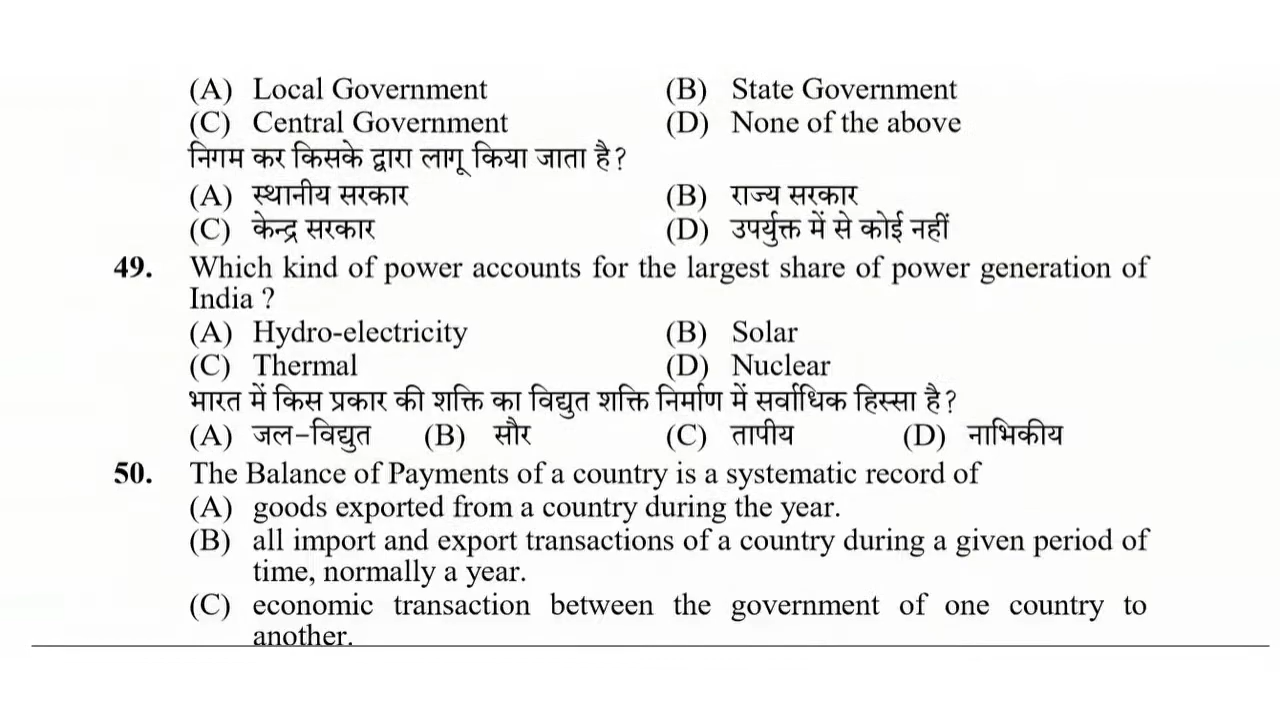 (A) Local Government (B) State Government
(C) Central Government (D) None of the above
निगम कर किसके द्वारा लागू किया जाता है?
(A) स्थानीय सरकार (B) राज्य सरकार
(C) केन्द्र सरकार (D) उपर्युक्त में से कोई नहीं
49. Which kind of power accounts for the largest share of power generation of
India ?
(A) Hydro-electricity (B) Solar
(C) Thermal (D) Nuclear
भारत में किस प्रकार की शक्ति का विद्युत शक्ति निर्माण में सर्वाधिक हिस्सा है?
(A) जल-विद्युत (B) सौर (C) तापीय (D) नाभिकीय
50. The Balance of Payments of a country is a systematic record of
(A) goods exported from a country during the year.
(B) all import and export transactions of a country during a given period of
time, normally a year.
(C) economic transaction between the government of one country to
another.